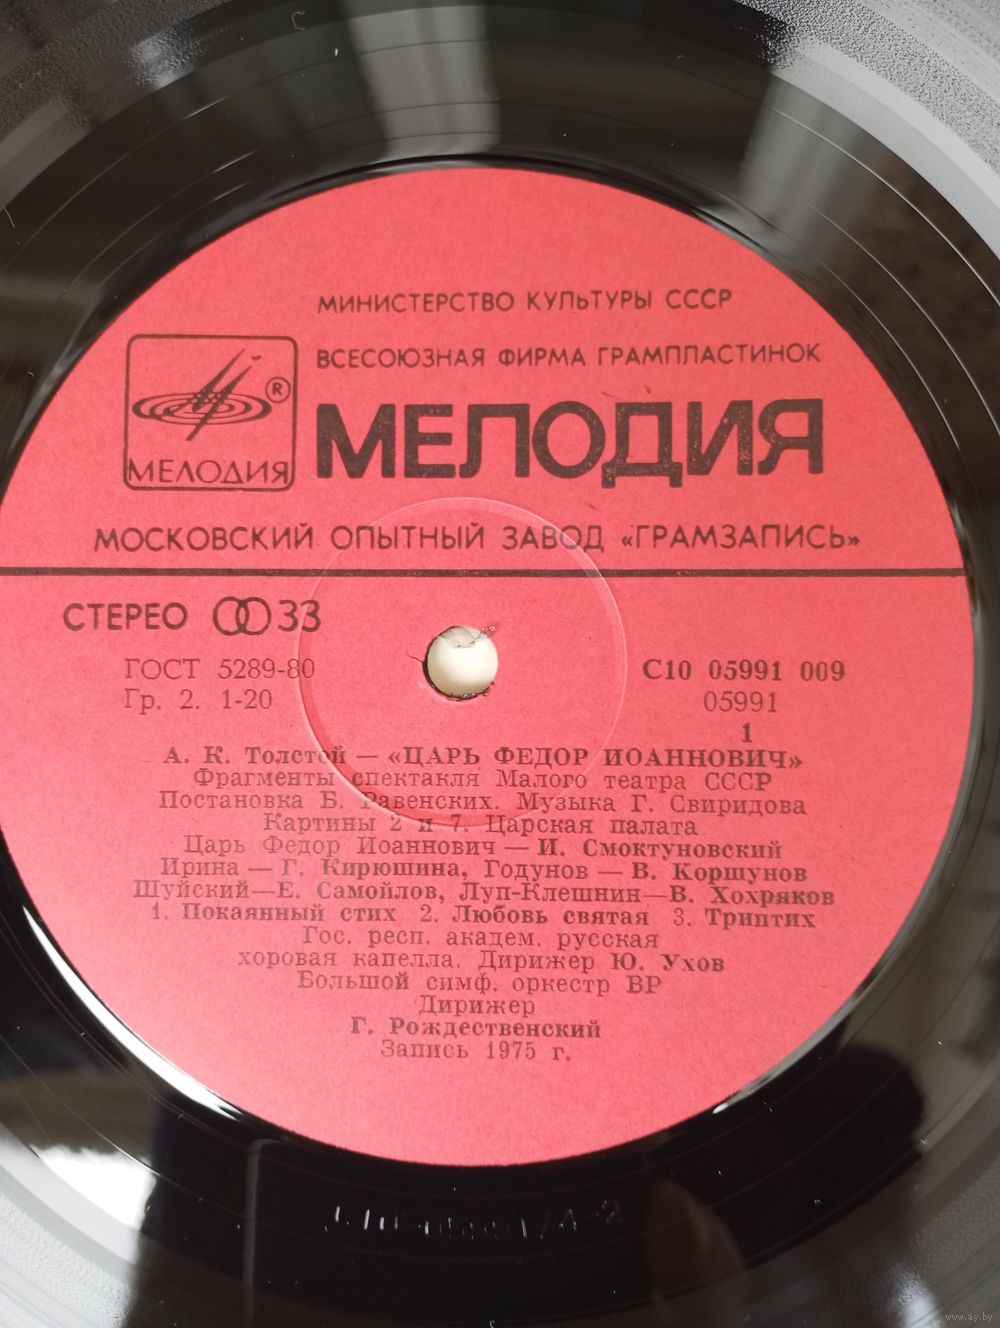 МИНИСТЕРСТВО КУЛЬТУРЫ СССР
ВСЕСОЮЗНАЯ ФИРМА ГРАМПЛАСТИНОК
МЕЛОДИЯ
®
МЕЛОДИЯ
МОСКОВСКИЙ ОПЫТНЫЙ ЗАВОД «ГРАМЗАПИСЬ»
СТЕРЕО 33
ГОСТ 5289-80
Гр. 2. 1-20
С10 05991 009
05991
1
А. К. Толстой — «ЦАРЬ ФЕДОР ИОАННОВИЧ»
Фрагменты спектакля Малого театра СССР
Постановка Б. Равенских. Музыка Г. Свиридова
Картины 2 и 7. Царская палата
Царь Федор Иоаннович — И. Смоктуновский
Ирина — Г. Кирюшина, Годунов — В. Коршунов
Шуйский — Е. Самойлов, Луп-Клешнин — В. Хохряков
1. Покаянный стих 2. Любовь святая 3. Триптих
Гос. респ. академ. русская
хоровая капелла. Дирижер Ю. Ухов
Большой симф. оркестр ВР
Дирижер
Г. Рождественский
Запись 1975 г.
www.ay.by